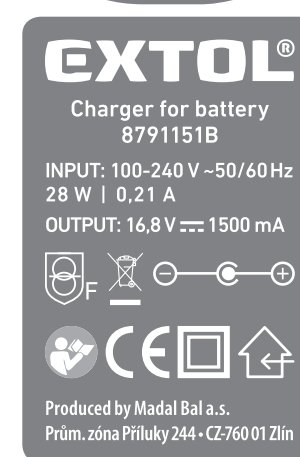 EXTOL®
Charger for battery
8791151B
INPUT: 100-240 V ~50/60 Hz
28 W | 0,21 A
OUTPUT: 16,8 V ⎓ 1500 mA
F
CE
Produced by Madal Bal a.s.
Prům. zóna Příluky 244 • CZ-760 01 Zlín